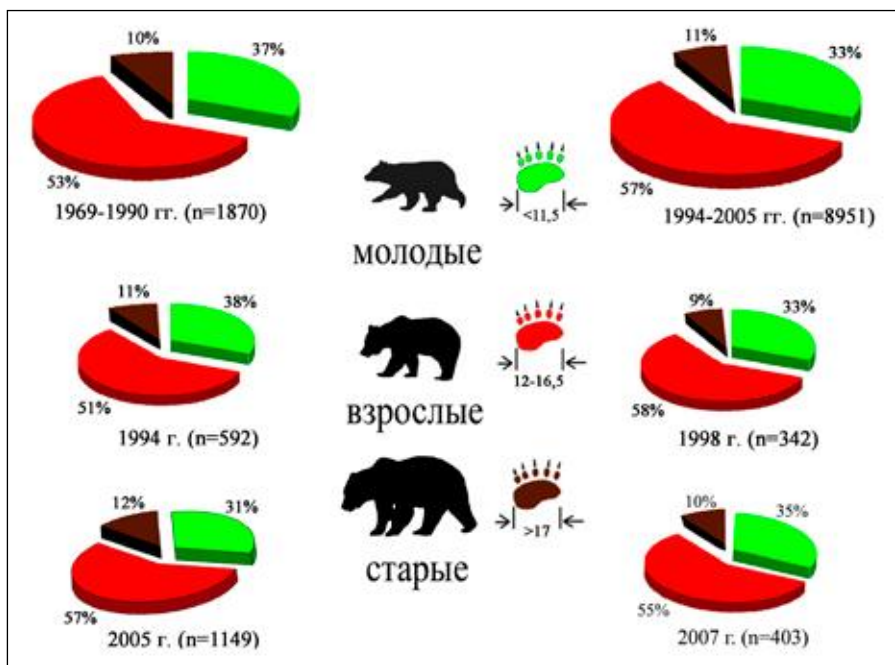 10%
37%
53%
1969-1990 гг. (n=1870)
11%
33%
57%
1994-2005 гг. (n=8951)
<11,5
молодые
11%
38%
51%
1994 г. (n=592)
12-16,5
взрослые
9%
33%
58%
1998 г. (n=342)
12%
31%
57%
2005 г. (n=1149)
>17
старые
10%
35%
55%
2007 г. (n=403)